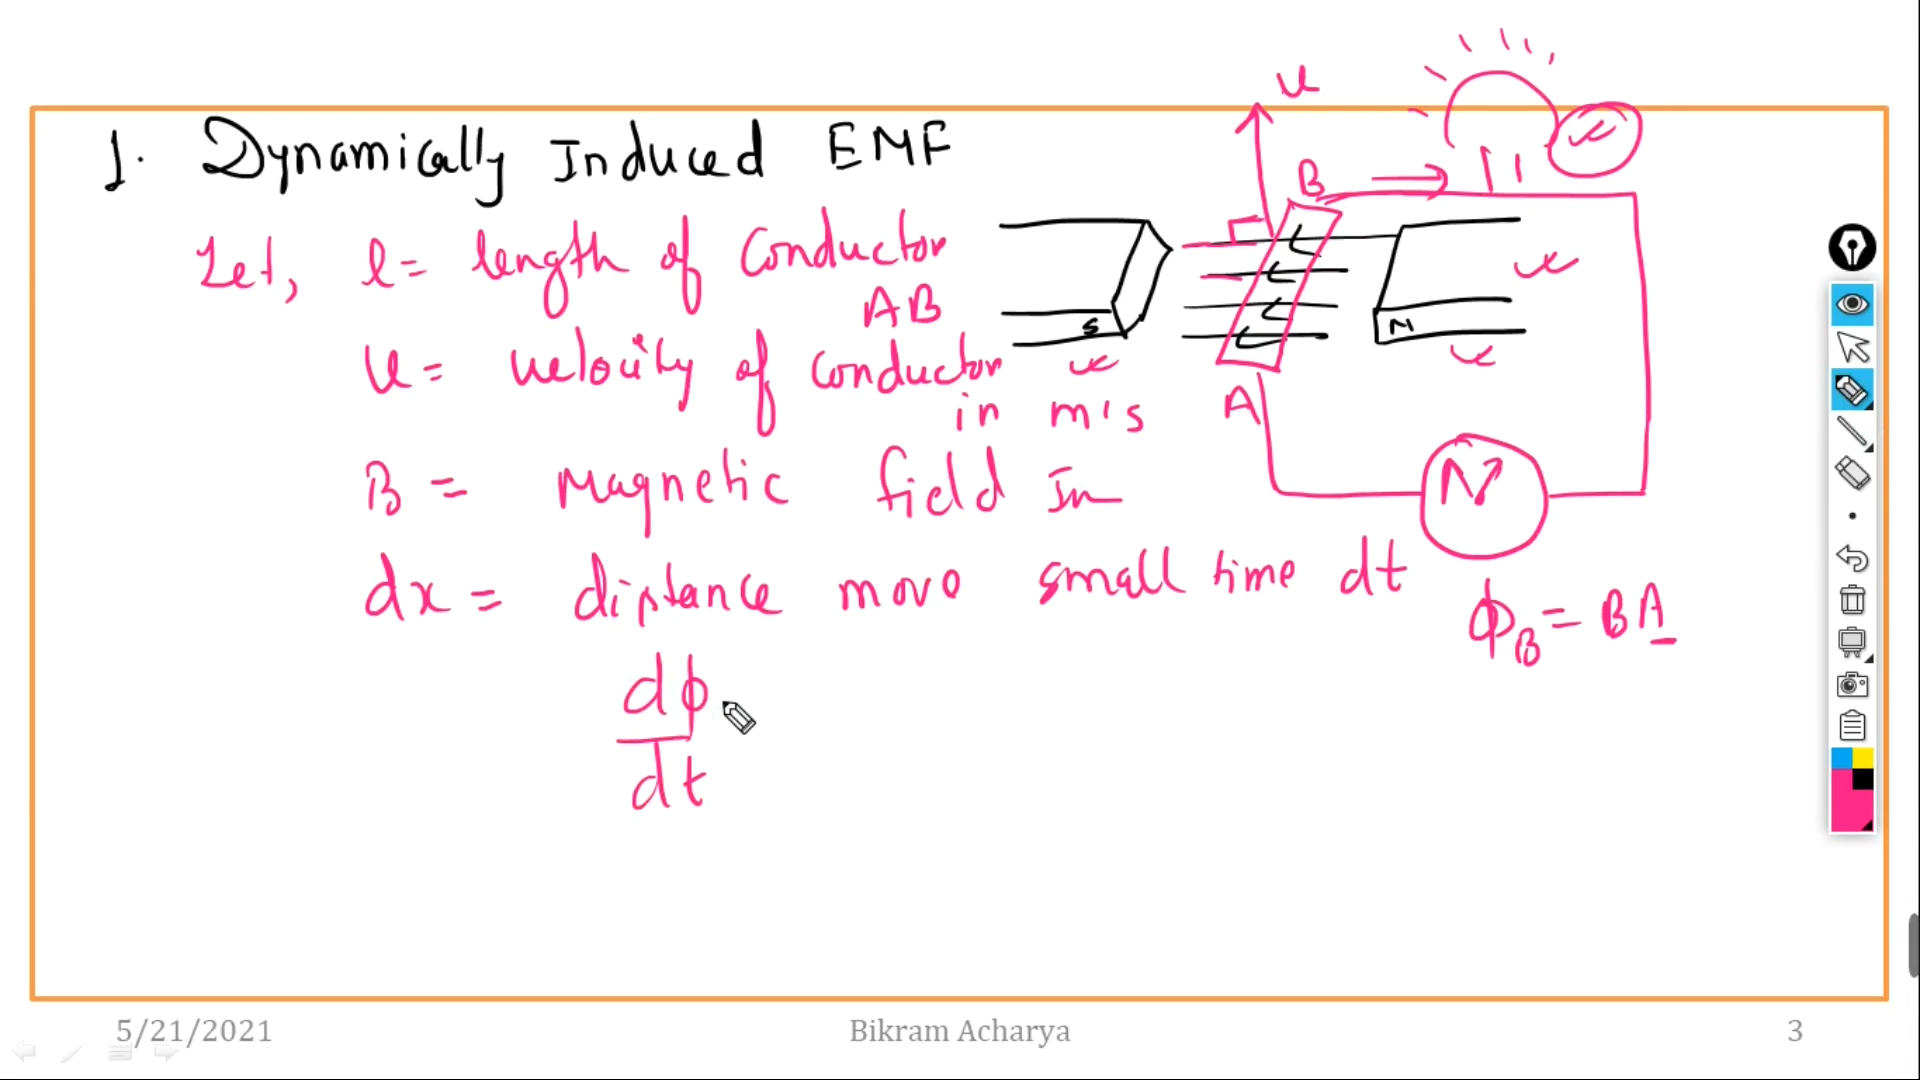 1. Dynamically Induced EMF
Let, l = length of Conductor
AB
v = velocity of conductor
in m/s
B = Magnetic field In
dx = distance move small time dt
dφ
dt
v
B
S
N
A
φB = BA
5/21/2021
Bikram Acharya
3